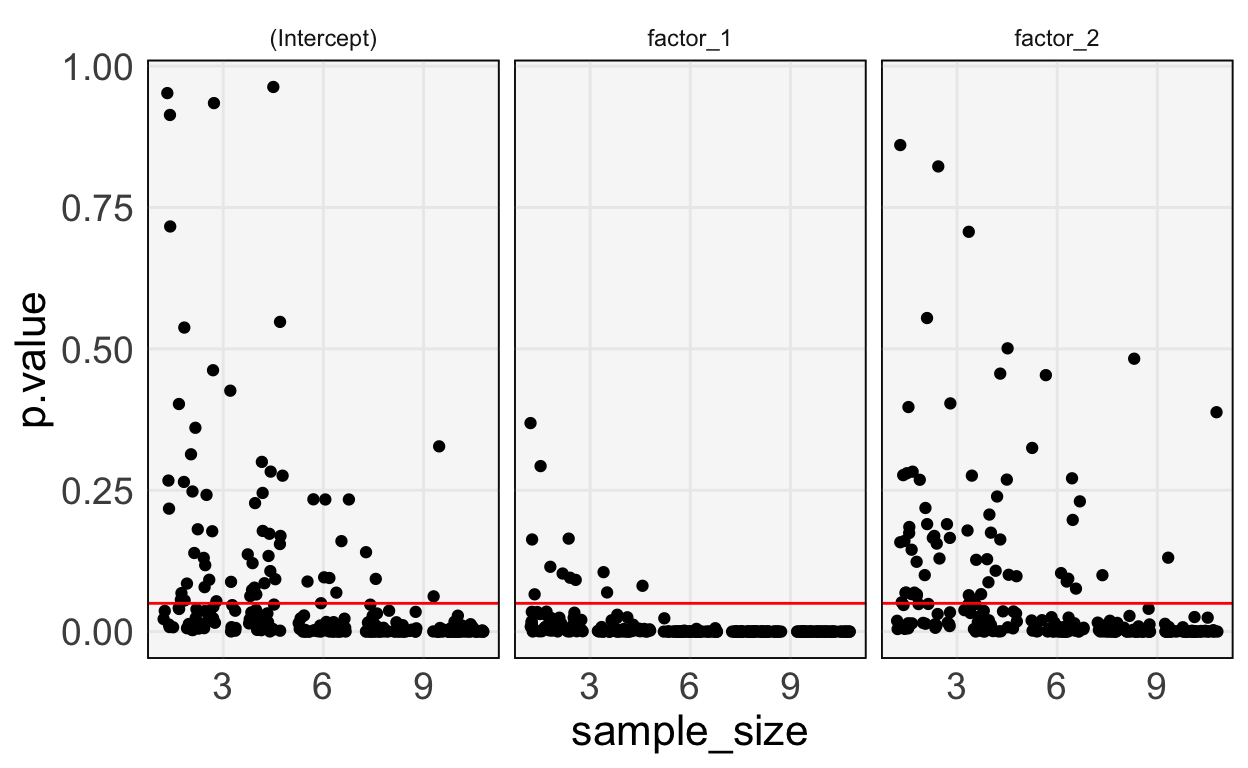 (Intercept) factor_1 factor_2
1.00
0.75
0.50
0.25
0.00
p.value
3 6 9 3 6 9 3 6 9
sample_size